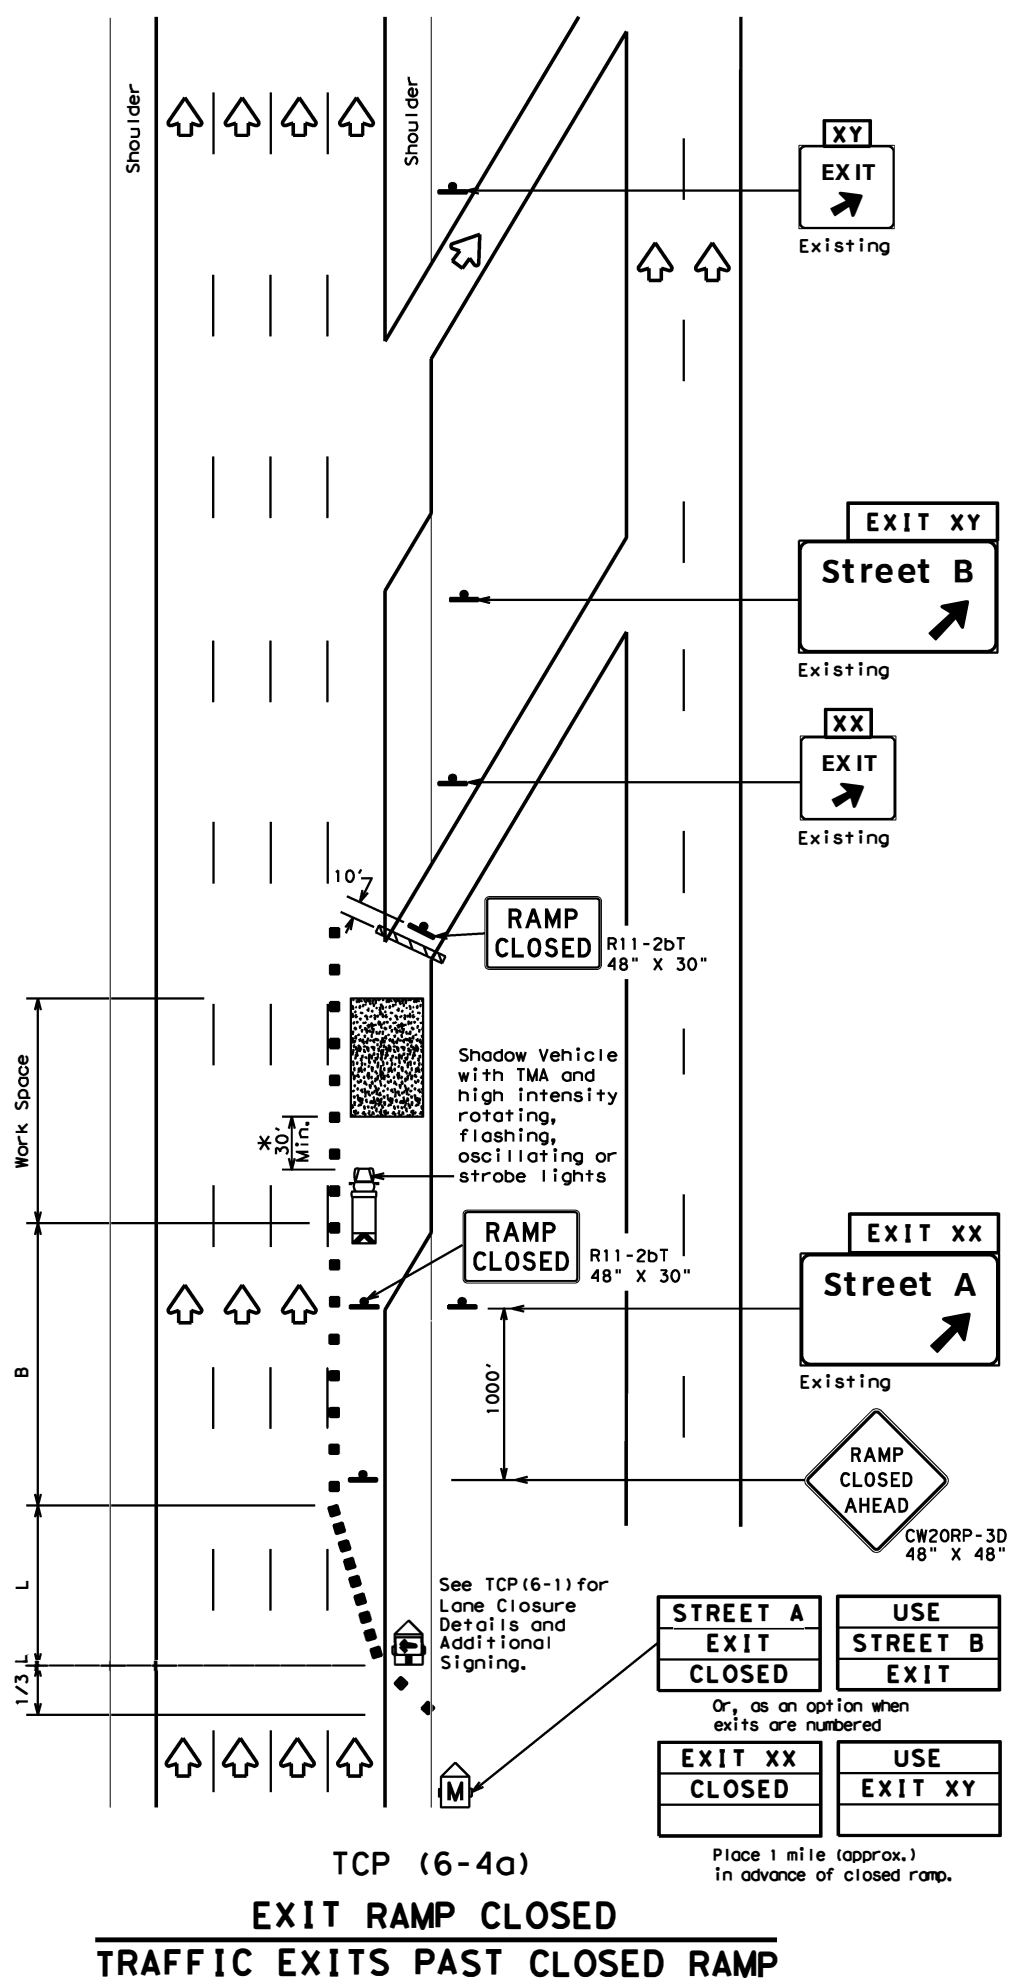 Shoulder
Shoulder
XY
EXIT
Existing
EXIT XY
Street B
Existing
XX
EXIT
Existing
10'
RAMP
CLOSED
R11-2bT
48" X 30"
Work Space
*
30'
Min.
Shadow Vehicle
with TMA and
high intensity
rotating,
flashing,
oscillating or
strobe lights
RAMP
CLOSED
R11-2bT
48" X 30"
EXIT XX
Street A
Existing
B
1000'
RAMP
CLOSED
AHEAD
CW20RP-3D
48" X 48"
L
See TCP(6-1)for
Lane Closure
Details and
Additional
Signing.
1/3 L
STREET A
EXIT
CLOSED
USE
STREET B
EXIT
Or, as an option when
exits are numbered
EXIT XX
CLOSED
USE
EXIT XY
M
Place 1 mile (approx.)
in advance of closed ramp.
TCP (6-4a)
EXIT RAMP CLOSED
TRAFFIC EXITS PAST CLOSED RAMP